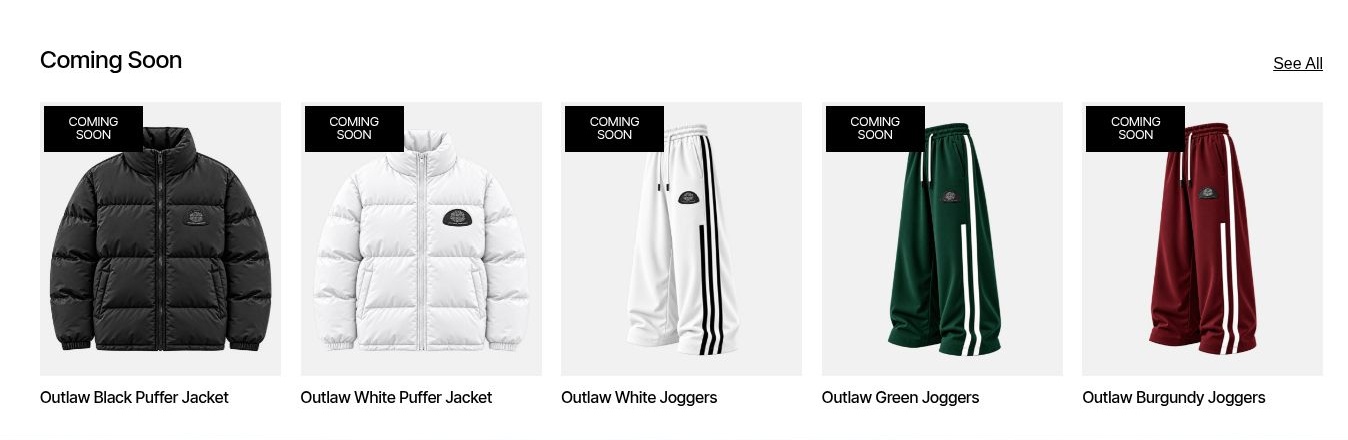 Coming Soon
See All
COMING
SOON
COMING
SOON
COMING
SOON
COMING
SOON
COMING
SOON
Outlaw Black Puffer Jacket
Outlaw White Puffer Jacket
Outlaw White Joggers
Outlaw Green Joggers
Outlaw Burgundy Joggers